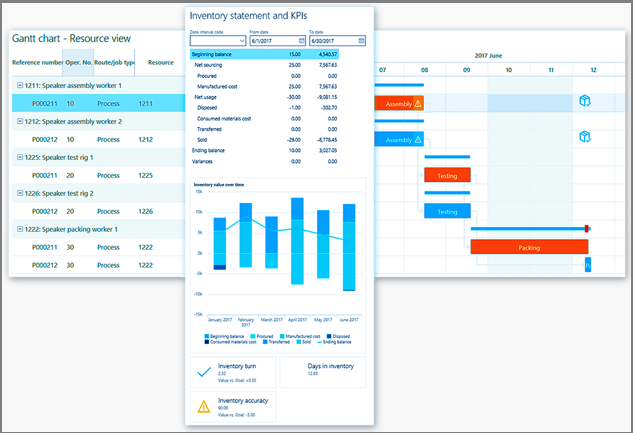 Inventory statement and KPIs
Date interval code From date To date
6/1/2017 6/30/2017
Beginning balance 15.00 4,540.57
Net sourcing 25.00 7,567.63
Procured 0.00 0.00
Manufactured cost 25.00 7,567.63
Net usage -30.00 -9,081.15
Disposed -1.00 -302.70
Consumed materials cost 0.00 0.00
Transferred 0.00 0.00
Sold -29.00 -8,778.45
Ending balance 10.00 3,027.05
Variances 0.00 0.00
Inventory value over time
15k
10k
5k
0k
-5k
-10k
-15k
January 2017 February 2017 March 2017 April 2017 May 2017 June 2017
Beginning balance Procured Manufactured cost Disposed
Consumed materials cost Transferred Sold Ending balance
Inventory turn
2.52
Value vs. Goal: +0.05
Days in inventory
Inventory accuracy
90.00
Value vs. Goal: -5.00
Gantt chart - Resource view
Reference number Oper. No. Route/job type Resource
1211: Speaker assembly worker 1
P000211 10 Process 1211
1212: Speaker assembly worker 2
P000212 10 Process 1212
1225: Speaker test rig 1
P000211 20 Process 1225
1226: Speaker test rig 2
P000212 20 Process 1226
1222: Speaker packing worker 1
P000211 30 Process 1222
P000212 30 Process 1222
2017 June
07 08 09 10 11 12
Assembly
Assembly
Testing
Testing
Packing